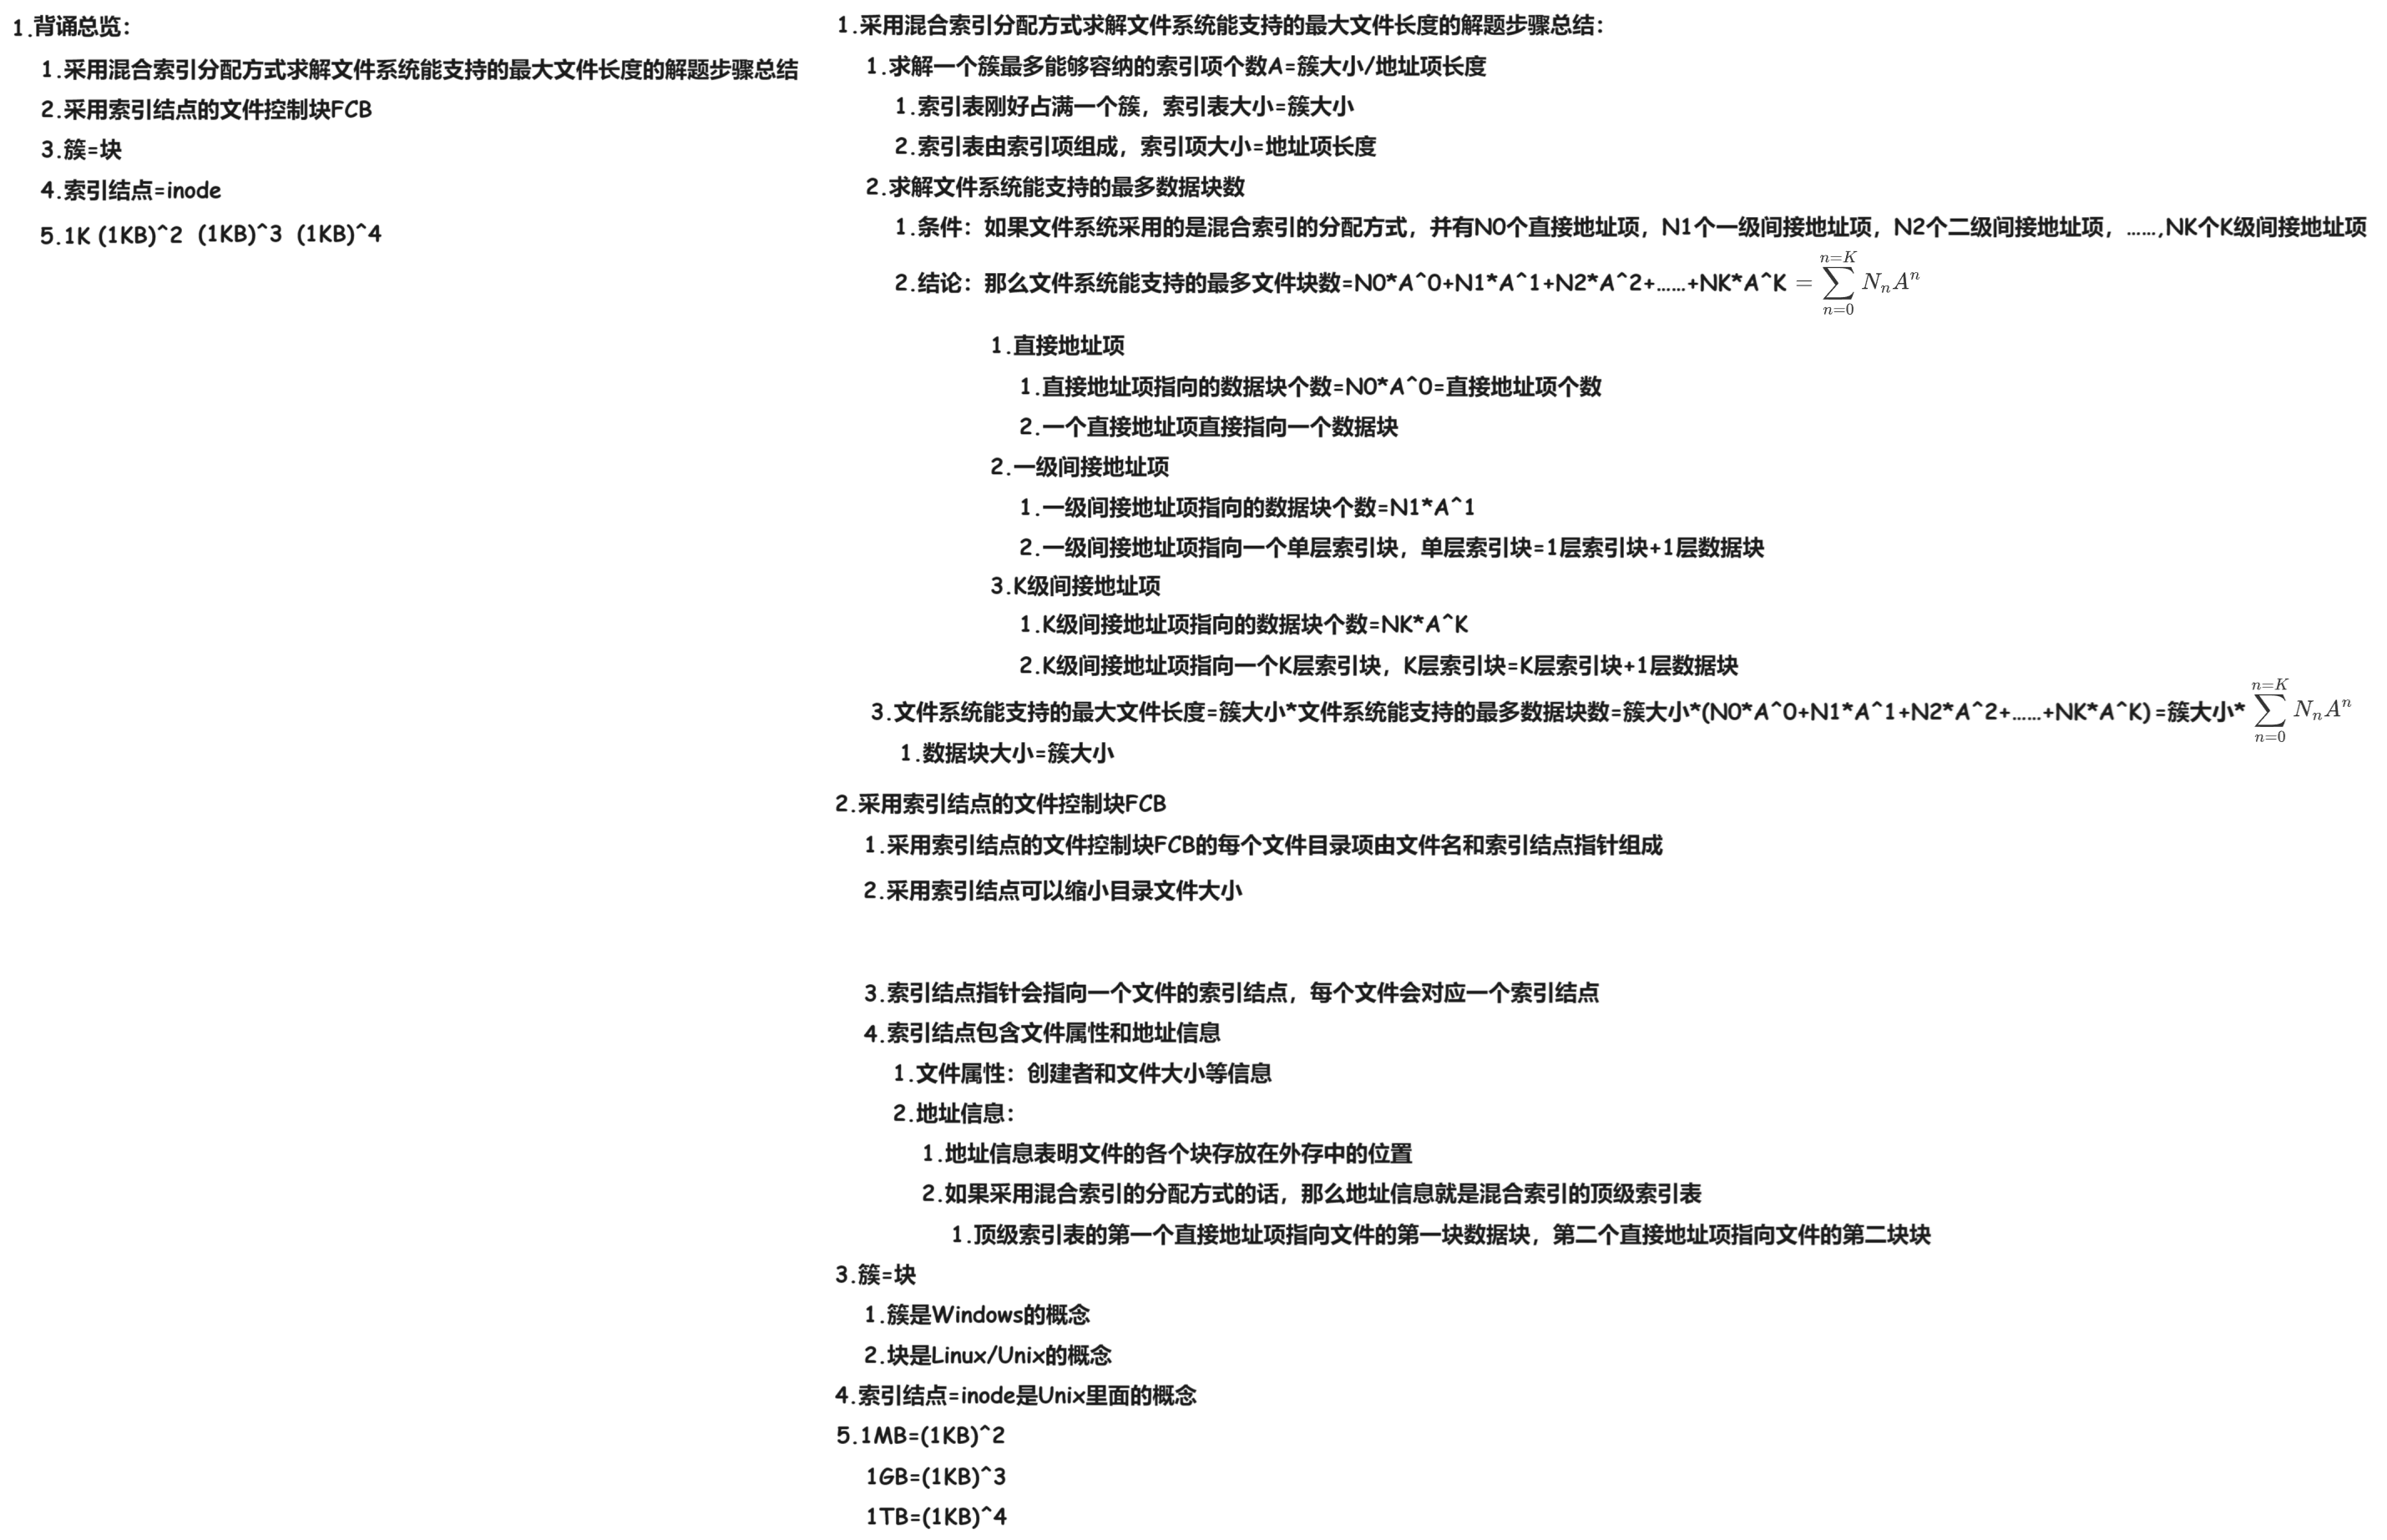 1.背诵总览：
1.采用混合索引分配方式求解文件系统能支持的最大文件长度的解题步骤总结
2.采用索引结点的文件控制块FCB
3.簇=块
4.索引结点=inode
5.1K (1KB)^2 (1KB)^3 (1KB)^4
1.采用混合索引分配方式求解文件系统能支持的最大文件长度的解题步骤总结：
1.求解一个簇最多能够容纳的索引项个数A=簇大小/地址项长度
1.索引表刚好占满一个簇，索引表大小=簇大小
2.索引表由索引项组成，索引项大小=地址项长度
2.求解文件系统能支持的最多数据块数
1.条件：如果文件系统采用的是混合索引的分配方式，并有N0个直接地址项，N1个一级间接地址项，N2个二级间接地址项，……,NK个K级间接地址项
2.结论：那么文件系统能支持的最多文件块数=N0*A^0+N1*A^1+N2*A^2+……+NK*A^K $= \sum_{n=0}^{n=K} N_n A^n$
1.直接地址项
1.直接地址项指向的数据块个数=N0*A^0=直接地址项个数
2.一个直接地址项直接指向一个数据块
2.一级间接地址项
1.一级间接地址项指向的数据块个数=N1*A^1
2.一级间接地址项指向一个单层索引块，单层索引块=1层索引块+1层数据块
3.K级间接地址项
1.K级间接地址项指向的数据块个数=NK*A^K
2.K级间接地址项指向一个K层索引块，K层索引块=K层索引块+1层数据块
3.文件系统能支持的最大文件长度=簇大小*文件系统能支持的最多数据块数=簇大小*(N0*A^0+N1*A^1+N2*A^2+……+NK*A^K)=簇大小* $\sum_{n=0}^{n=K} N_n A^n$
1.数据块大小=簇大小
2.采用索引结点的文件控制块FCB
1.采用索引结点的文件控制块FCB的每个文件目录项由文件名和索引结点指针组成
2.采用索引结点可以缩小目录文件大小
3.索引结点指针会指向一个文件的索引结点，每个文件会对应一个索引结点
4.索引结点包含文件属性和地址信息
1.文件属性：创建者和文件大小等信息
2.地址信息：
1.地址信息表明文件的各个块存放在外存中的位置
2.如果采用混合索引的分配方式的话，那么地址信息就是混合索引的顶级索引表
1.顶级索引表的第一个直接地址项指向文件的第一块数据块，第二个直接地址项指向文件的第二块块
3.簇=块
1.簇是Windows的概念
2.块是Linux/Unix的概念
4.索引结点=inode是Unix里面的概念
5.1MB=(1KB)^2
1GB=(1KB)^3
1TB=(1KB)^4